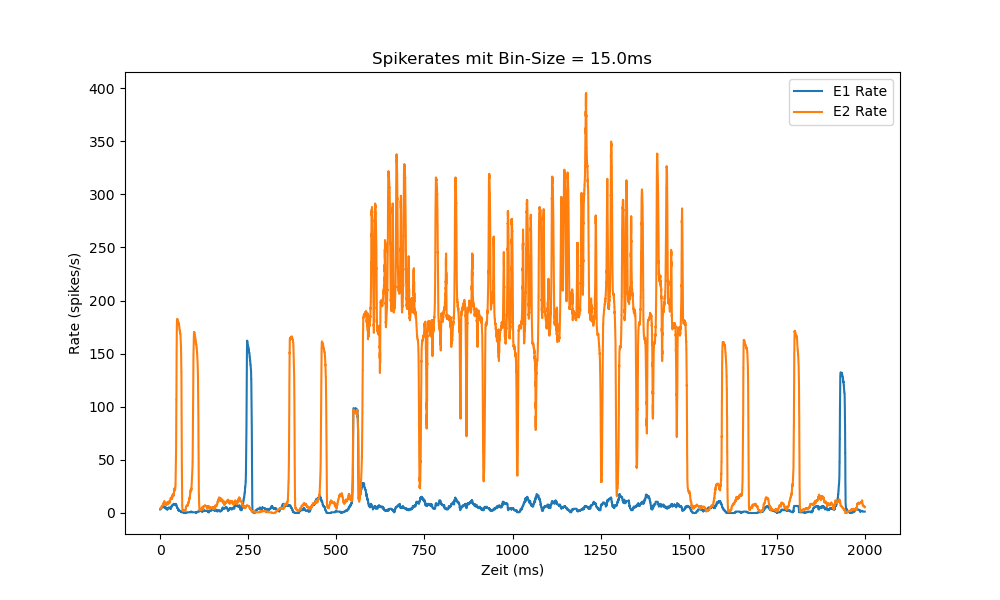 Spikerates mit Bin-Size = 15.0ms
E1 Rate
E2 Rate
Rate (spikes/s)
400
350
300
250
200
150
100
50
0
0 250 500 750 1000 1250 1500 1750 2000
Zeit (ms)